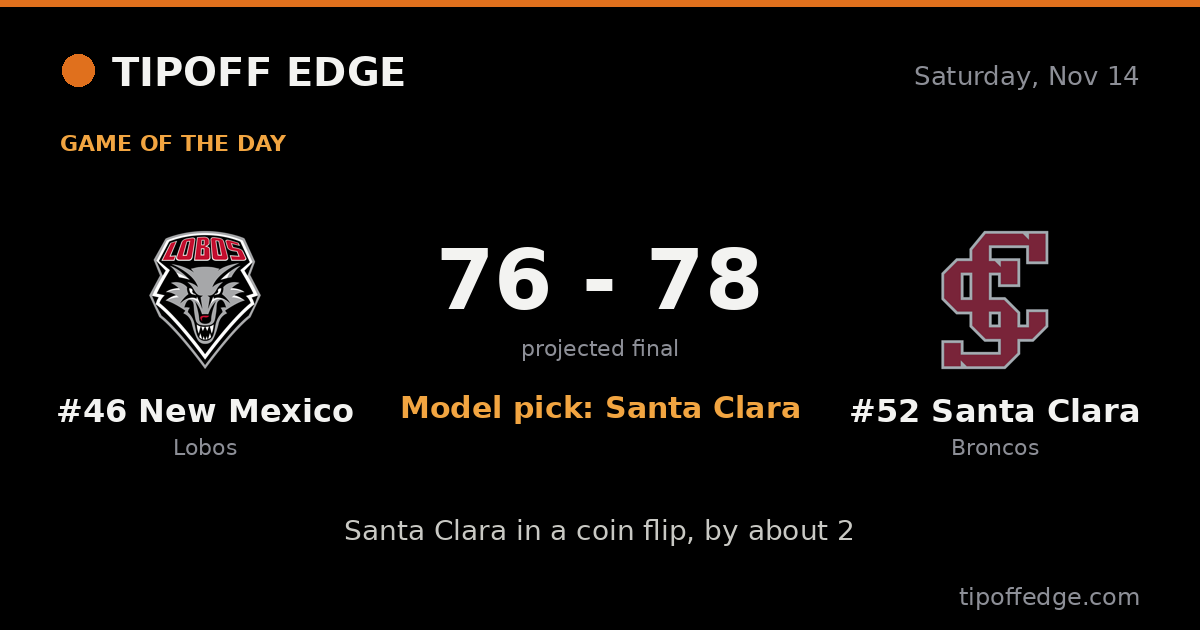 TIPOFF EDGE
Saturday, Nov 14
GAME OF THE DAY
LOBOS
76 - 78
projected final
Model pick: Santa Clara
#46 New Mexico
Lobos
#52 Santa Clara
Broncos
Santa Clara in a coin flip, by about 2
tipoffedge.com